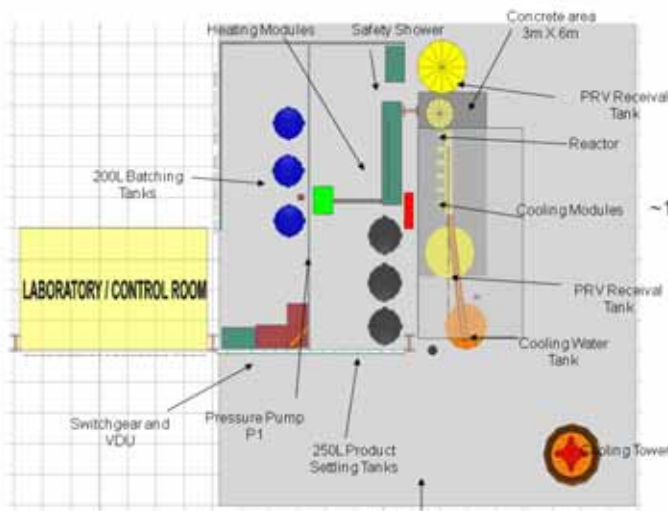 Heating Modules
Safety Shower
Concrete area
3m X 6m
PRV Receival
Tank
Reactor
200L Batching
Tanks
Cooling Modules
~1
LABORATORY / CONTROL ROOM
PRV Receival
Tank
Cooling Water
Tank
Switchgear and
VDU
Pressure Pump
P1
250L Product
Settling Tanks
Cooling Tower